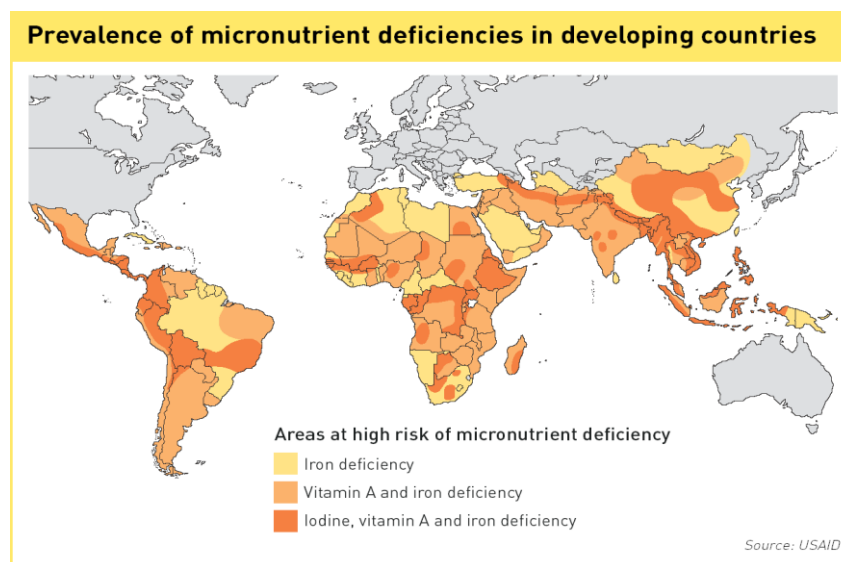 Prevalence of micronutrient deficiencies in developing countries
Areas at high risk of micronutrient deficiency
Iron deficiency
Vitamin A and iron deficiency
Iodine, vitamin A and iron deficiency
Source: USAID